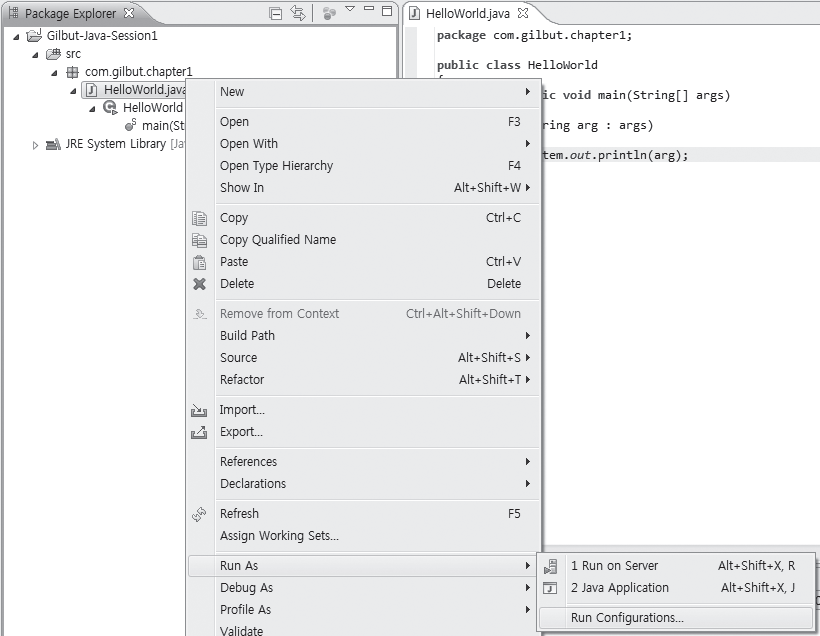 Package Explorer
Gilbut-Java-Session1
src
com.gilbut.chapter1
HelloWorld.java
HelloWorld
main(St
JRE System Library [Ja
HelloWorld.java
package com.gilbut.chapter1;
public class HelloWorld
{
ic void main(String[] args)
ring arg : args)
tem.out.println(arg);
New
Open F3
Open With
Open Type Hierarchy F4
Show In Alt+Shift+W
Copy Ctrl+C
Copy Qualified Name
Paste Ctrl+V
Delete Delete
Remove from Context Ctrl+Alt+Shift+Down
Build Path
Source Alt+Shift+S
Refactor Alt+Shift+T
Import...
Export...
References
Declarations
Refresh F5
Assign Working Sets...
Run As
Debug As
Profile As
Validate
1 Run on Server Alt+Shift+X, R
2 Java Application Alt+Shift+X, J
Run Configurations...